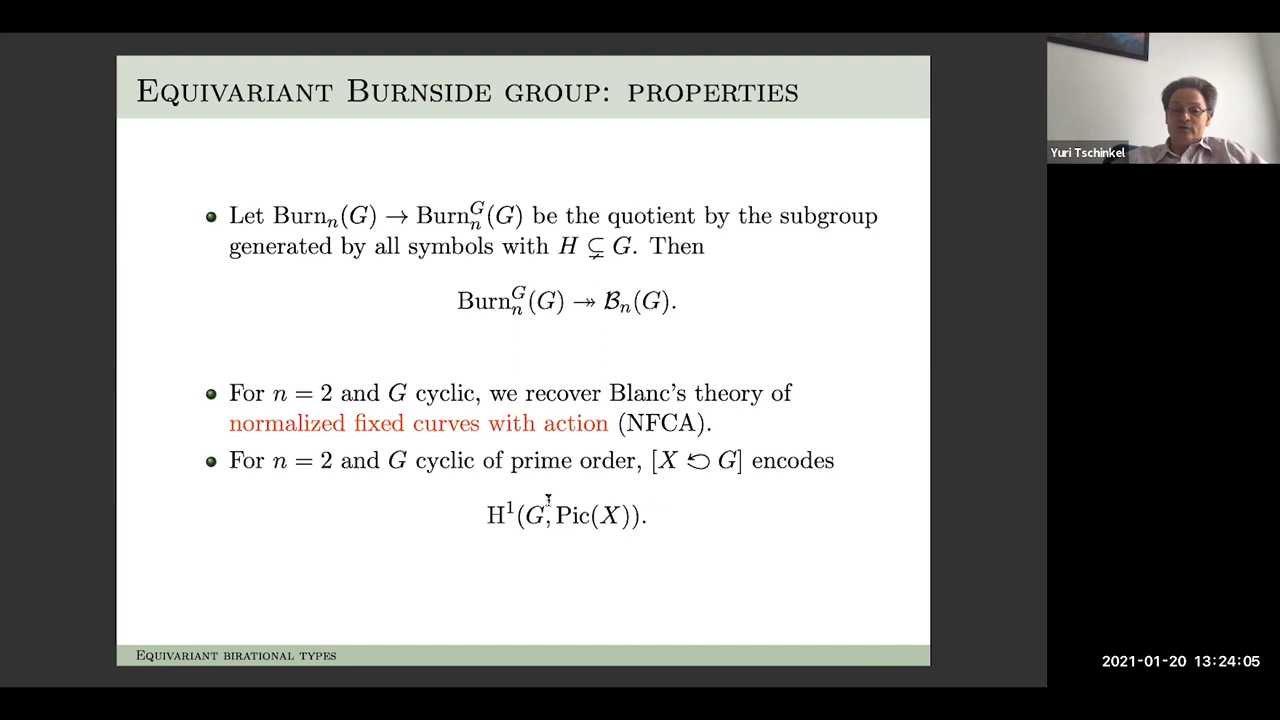 EQUIVARIANT BURNSIDE GROUP: PROPERTIES
Let Burn_n(G) → Burn_n^G(G) be the quotient by the subgroup
generated by all symbols with H ⊊ G. Then
Burn_n^G(G) ↠ 𝓑_n(G).
For n = 2 and G cyclic, we recover Blanc's theory of
normalized fixed curves with action (NFCA).
For n = 2 and G cyclic of prime order, [X ↺ G] encodes
H^1(G, Pic(X)).
EQUIVARIANT BIRATIONAL TYPES
Yuri Tschinkel
2021-01-20 13:24:05